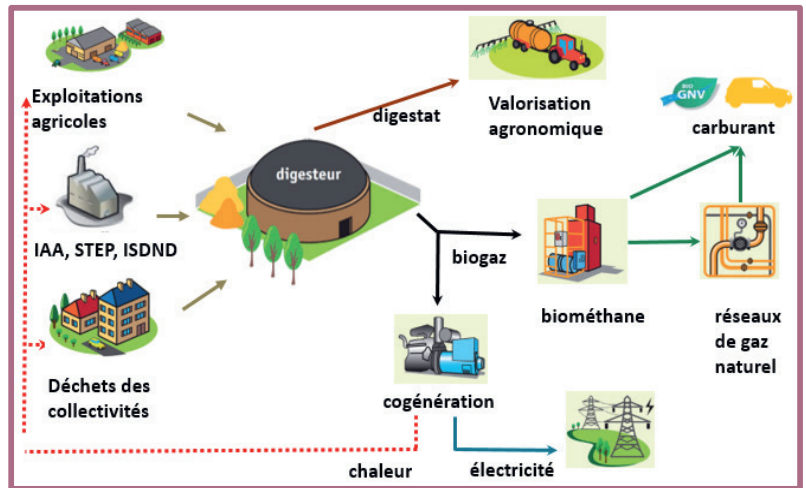 Exploitations
agricoles
IAA, STEP, ISDND
Déchets des
collectivités
digesteur
digestat
Valorisation
agronomique
BIO
GNV
carburant
biogaz
biométhane
réseaux
de gaz
naturel
cogénération
chaleur
électricité